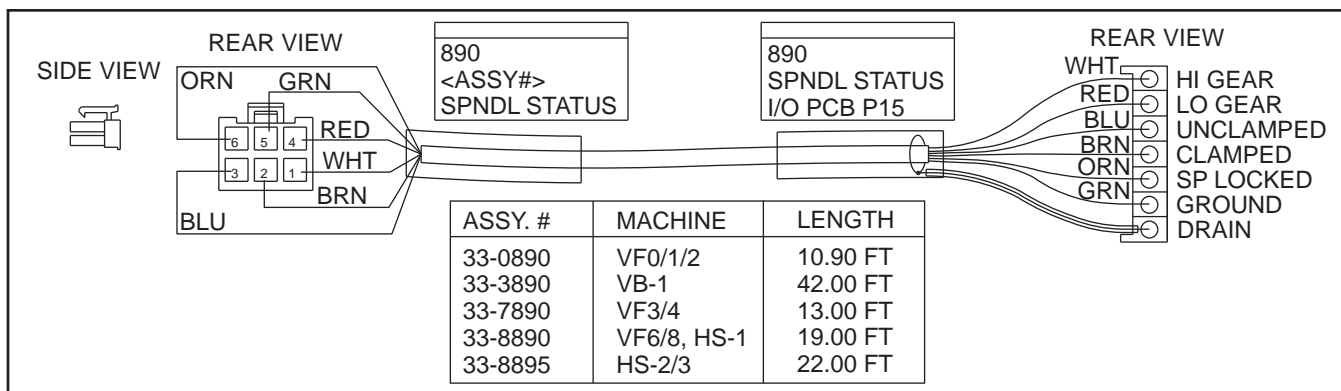 SIDE VIEW
REAR VIEW
ORN
GRN
RED
WHT
BRN
BLU
6 5 4
3 2 1
890
<ASSY#>
SPNDL STATUS
890
SPNDL STATUS
I/O PCB P15
REAR VIEW
WHT HI GEAR
RED LO GEAR
BLU UNCLAMPED
BRN CLAMPED
ORN SP LOCKED
GRN GROUND
DRAIN
ASSY. # MACHINE LENGTH
33-0890 VF0/1/2 10.90 FT
33-3890 VB-1 42.00 FT
33-7890 VF3/4 13.00 FT
33-8890 VF6/8, HS-1 19.00 FT
33-8895 HS-2/3 22.00 FT